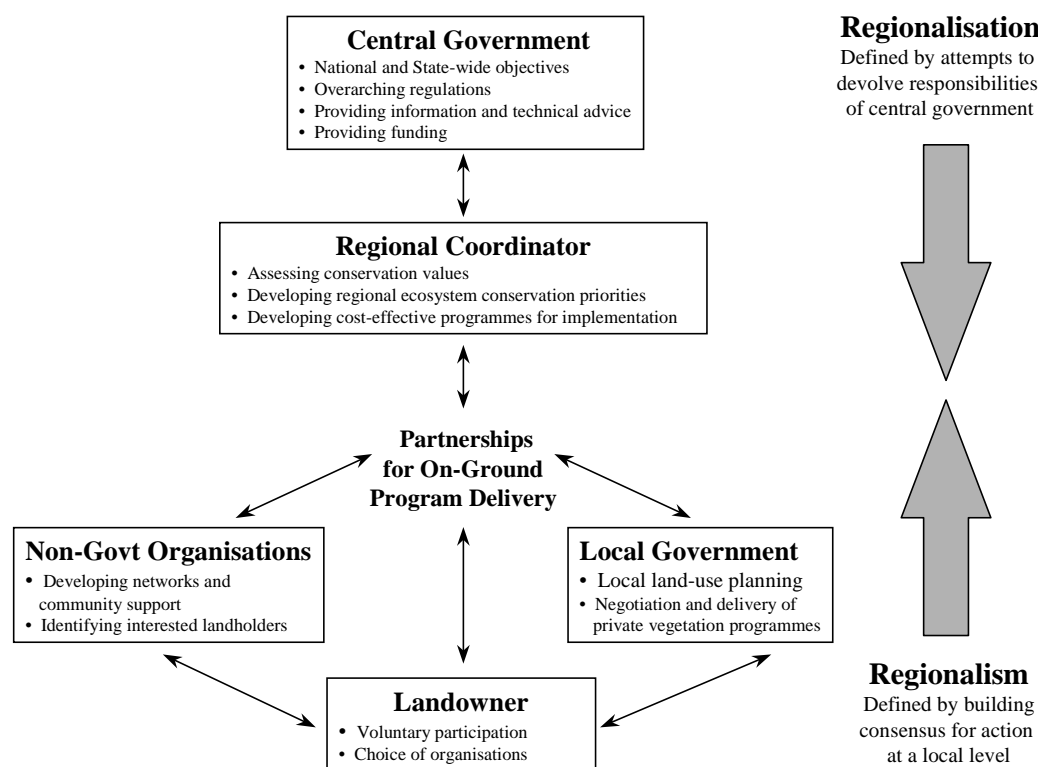 Central Government
• National and State-wide objectives
• Overarching regulations
• Providing information and technical advice
• Providing funding
Regionalisation
Defined by attempts to
devolve responsibilities
of central government
Regional Coordinator
• Assessing conservation values
• Developing regional ecosystem conservation priorities
• Developing cost-effective programmes for implementation
Partnerships
for On-Ground
Program Delivery
Non-Govt Organisations
• Developing networks and
community support
• Identifying interested landholders
Local Government
• Local land-use planning
• Negotiation and delivery of
private vegetation programmes
Landowner
• Voluntary participation
• Choice of organisations
Regionalism
Defined by building
consensus for action
at a local level